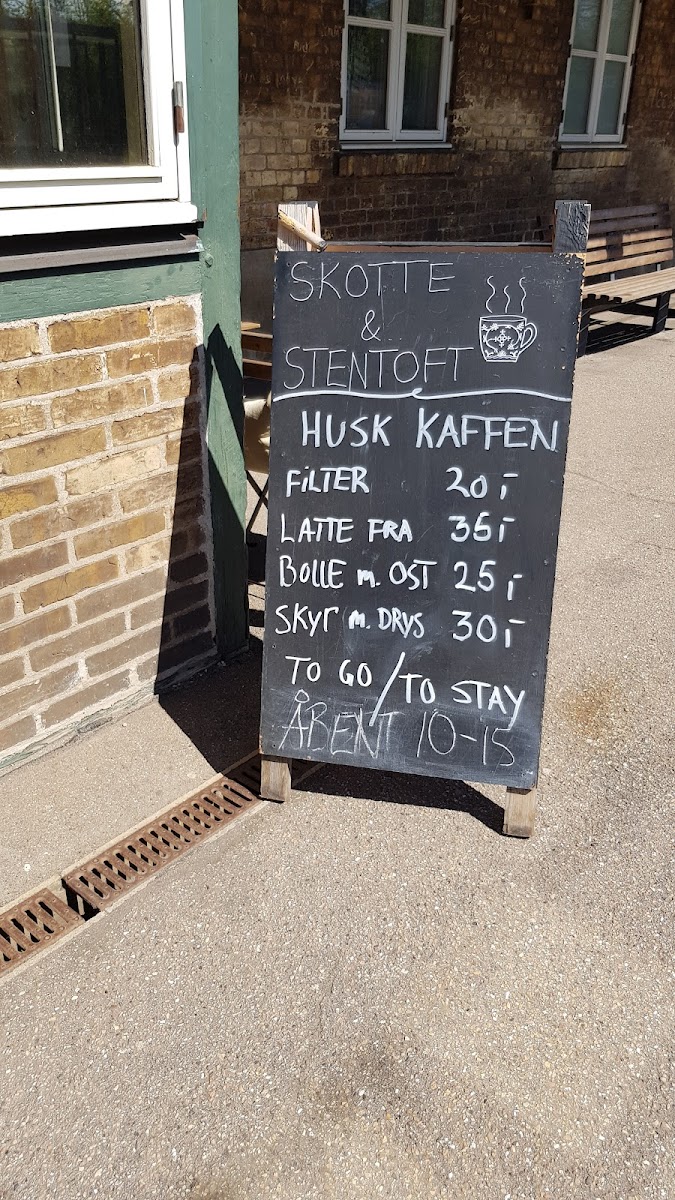 SKOTTE
&
STENTOFT
HUSK KAFFEN
FILTER 20,-
LATTE FRA 35,-
BOLLE m. OST 25,-
SKYr m. DRYS 30,-
TO GO / TO STAY
ÅBENT 10-15